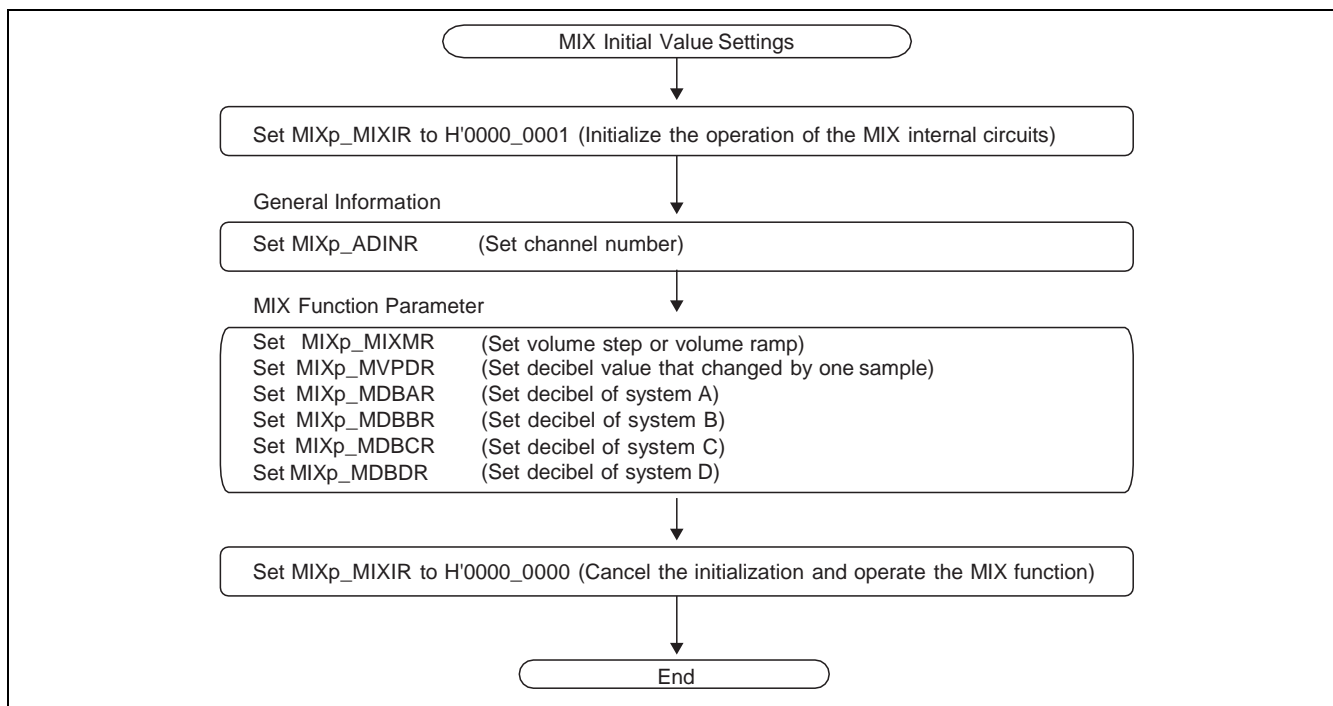 MIX Initial Value Settings
Set MIXp_MIXIR to H'0000_0001 (Initialize the operation of the MIX internal circuits)
General Information
Set MIXp_ADINR (Set channel number)
MIX Function Parameter
Set MIXp_MIXMR (Set volume step or volume ramp)
Set MIXp_MVPDR (Set decibel value that changed by one sample)
Set MIXp_MDBAR (Set decibel of system A)
Set MIXp_MDBBR (Set decibel of system B)
Set MIXp_MDBCR (Set decibel of system C)
Set MIXp_MDBDR (Set decibel of system D)
Set MIXp_MIXIR to H'0000_0000 (Cancel the initialization and operate the MIX function)
End